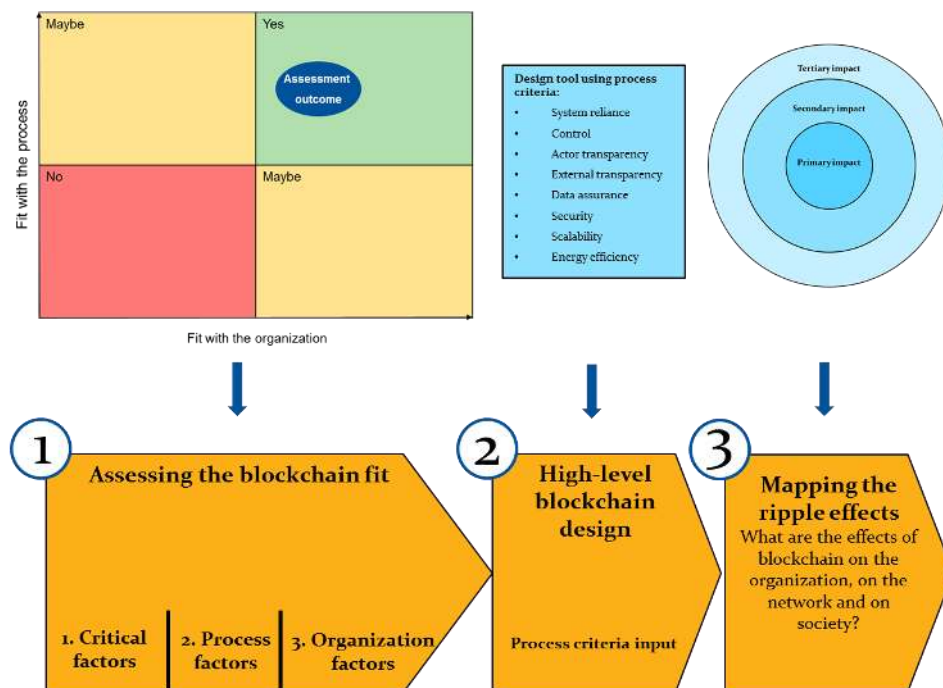 Maybe
Yes
Assessment
outcome
No
Maybe
Fit with the process
Fit with the organization
Design tool using process
criteria:
• System reliance
• Control
• Actor transparency
• External transparency
• Data assurance
• Security
• Scalability
• Energy efficiency
Tertiary impact
Secondary impact
Primary impact
1
Assessing the blockchain fit
1. Critical
factors
2. Process
factors
3. Organization
factors
2
High-level
blockchain
design
Process criteria input
3
Mapping the
ripple effects
What are the effects of
blockchain on the
organization, on the
network and on
society?